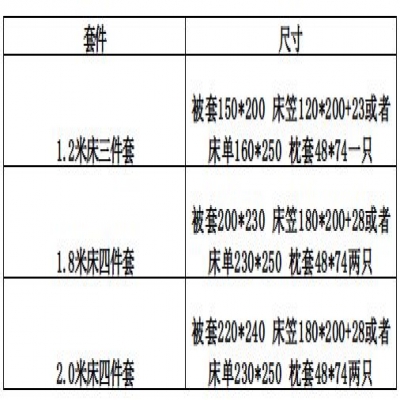 套件 尺寸
被套150*200 床笠120*200+23或者
1.2米床三件套 床单160*250 枕套48*74一只
被套200*230 床笠180*200+28或者
1.8米床四件套 床单230*250 枕套48*74两只
被套220*240 床笠180*200+28或者
2.0米床四件套 床单230*250 枕套48*74两只